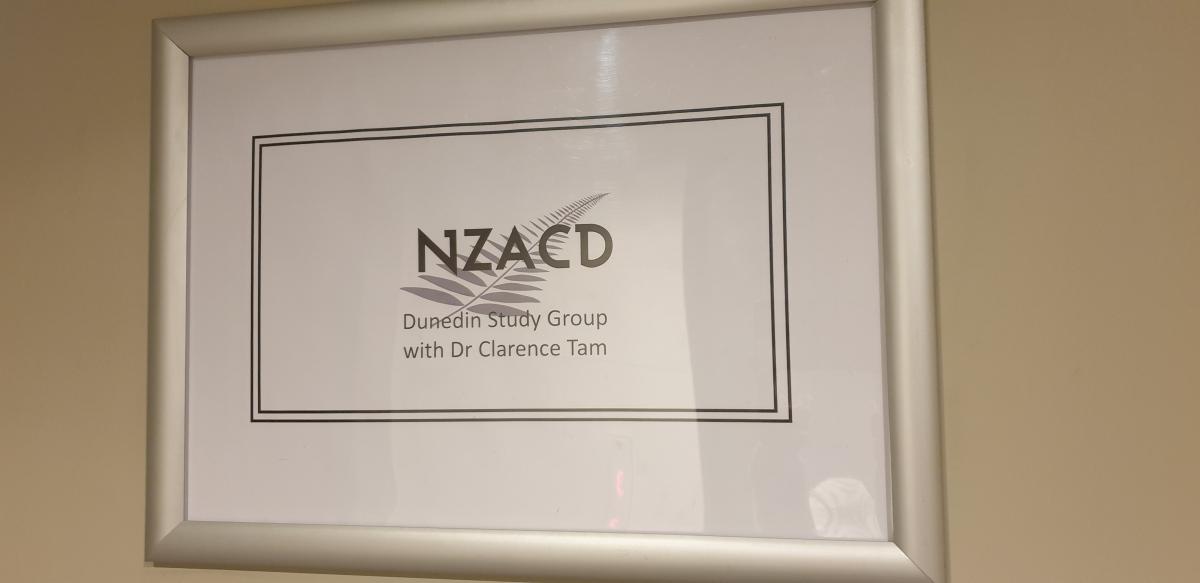 NZACD
Dunedin Study Group
with Dr Clarence Tam